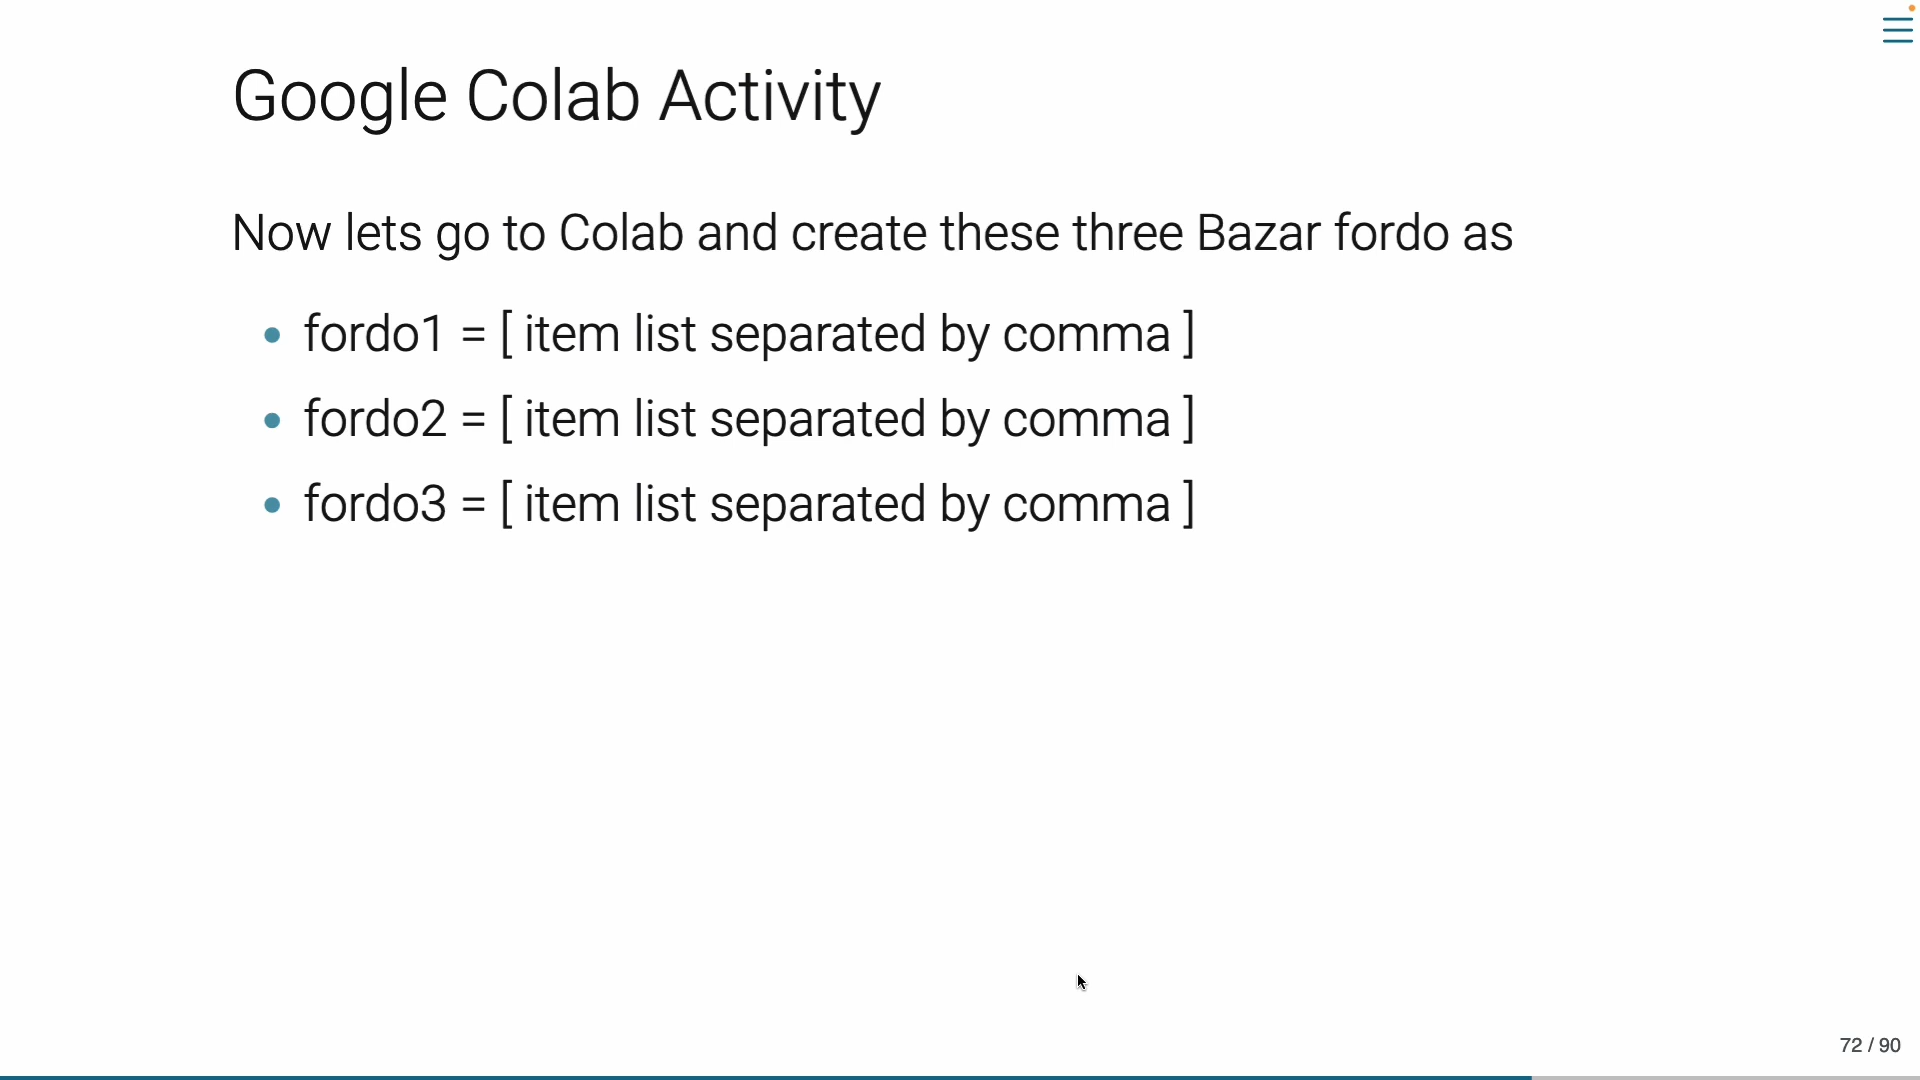 Google Colab Activity
Now lets go to Colab and create these three Bazar fordo as
fordo1 = [ item list separated by comma ]
fordo2 = [ item list separated by comma ]
fordo3 = [ item list separated by comma ]
72 / 90